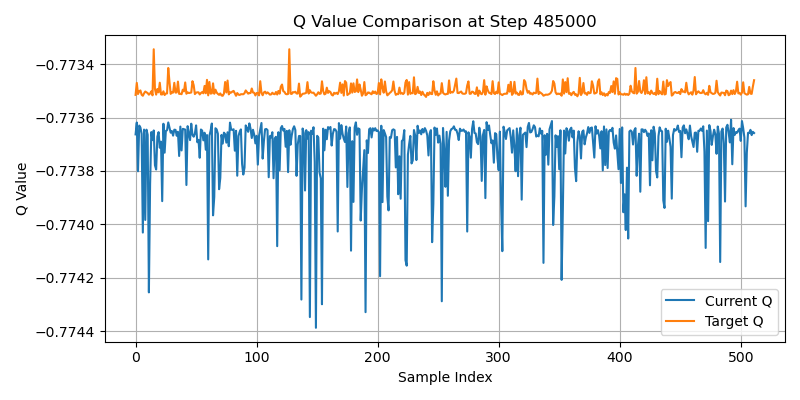 Q Value Comparison at Step 485000
Q Value
−0.7734
−0.7736
−0.7738
−0.7740
−0.7742
−0.7744
0 100 200 300 400 500
Sample Index
Current Q
Target Q